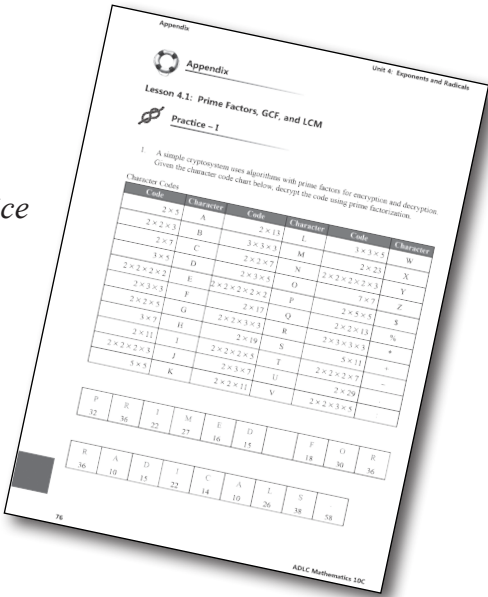 ce
Appendix
Unit 4: Exponents and Radicals
Appendix
Lesson 4.1: Prime Factors, GCF, and LCM
Practice – I
1. A simple cryptosystem uses algorithms with prime factors for encryption and decryption.
Given the character code chart below, decrypt the code using prime factorization.
Character Codes
Code Character Code Character Code Character
2 × 5 A 2 × 13 L 3 × 3 × 5 W
2 × 2 × 3 B 3 × 3 × 3 M 2 × 23 X
2 × 7 C 2 × 2 × 7 N 2 × 2 × 2 × 2 × 3 Y
3 × 5 D 2 × 3 × 5 O 7 × 7 Z
2 × 2 × 2 × 2 E 2 × 2 × 2 × 2 × 2 P 2 × 5 × 5 $
2 × 3 × 3 F 2 × 17 Q 2 × 2 × 13 %
2 × 2 × 5 G 2 × 2 × 3 × 3 R 2 × 3 × 3 × 3 *
3 × 7 H 2 × 19 S 5 × 11 +
2 × 11 I 2 × 2 × 2 × 5 T 2 × 2 × 2 × 7 –
2 × 2 × 2 × 3 J 2 × 3 × 7 U 2 × 29
5 × 5 K 2 × 2 × 11 V 2 × 2 × 3 × 5
P R I M E D F O R
32 36 22 27 16 15 18 30 36
R A D I C A L S
36 10 15 22 14 10 26 38 58
76
ADLC Mathematics 10C